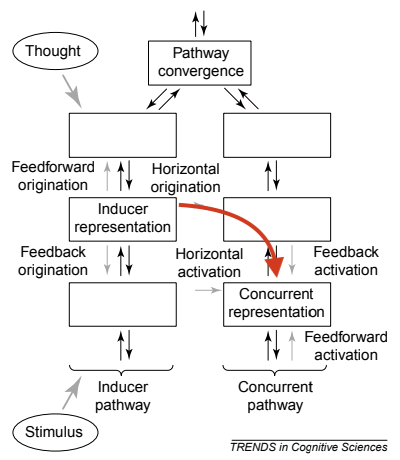 Thought
Pathway
convergence
Feedforward
origination
Horizontal
origination
Inducer
representation
Feedback
origination
Horizontal
activation
Feedback
activation
Concurrent
representation
Feedforward
activation
Inducer
pathway
Concurrent
pathway
Stimulus
TRENDS in Cognitive Sciences